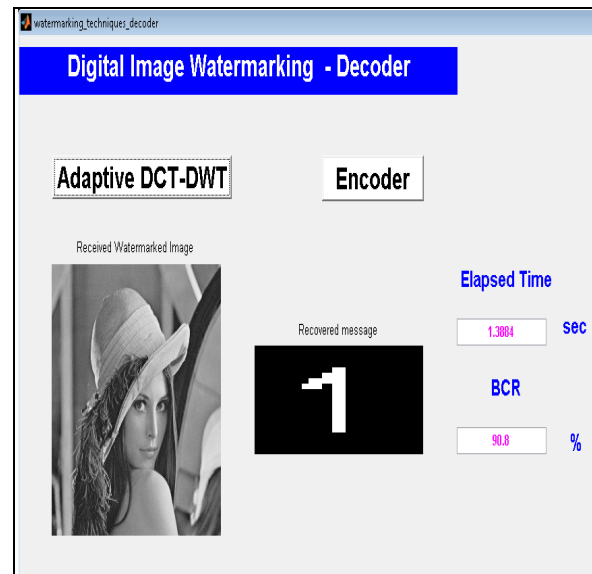 watermarking_techniques_decoder
Digital Image Watermarking - Decoder
Adaptive DCT-DWT
Encoder
Received Watermarked Image
Elapsed Time
Recovered message
1.3884 sec
1
BCR
90.8 %